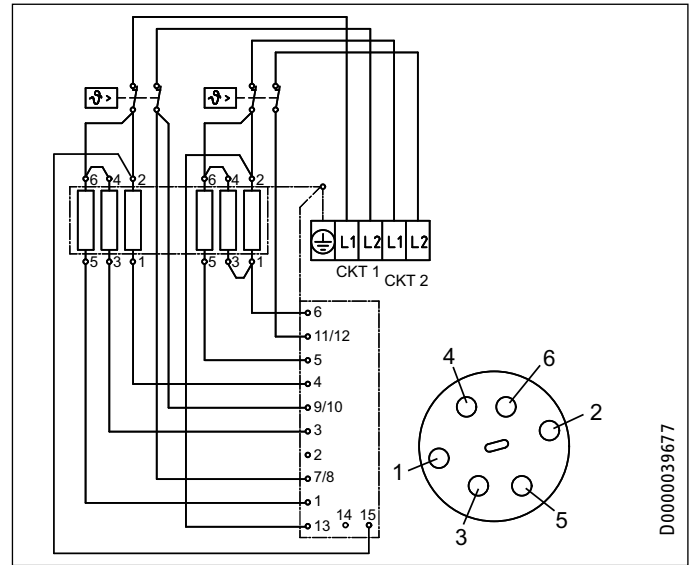 ϑ> ϑ>
6 4 2 6 4 2
L1 L2 L1 L2
5 3 1 5 3 1
CKT 1 CKT 2
6
11/12
5
4
9/10
3
2
7/8
1
13 14 15
4 6
2
1
3 5
D0000039677